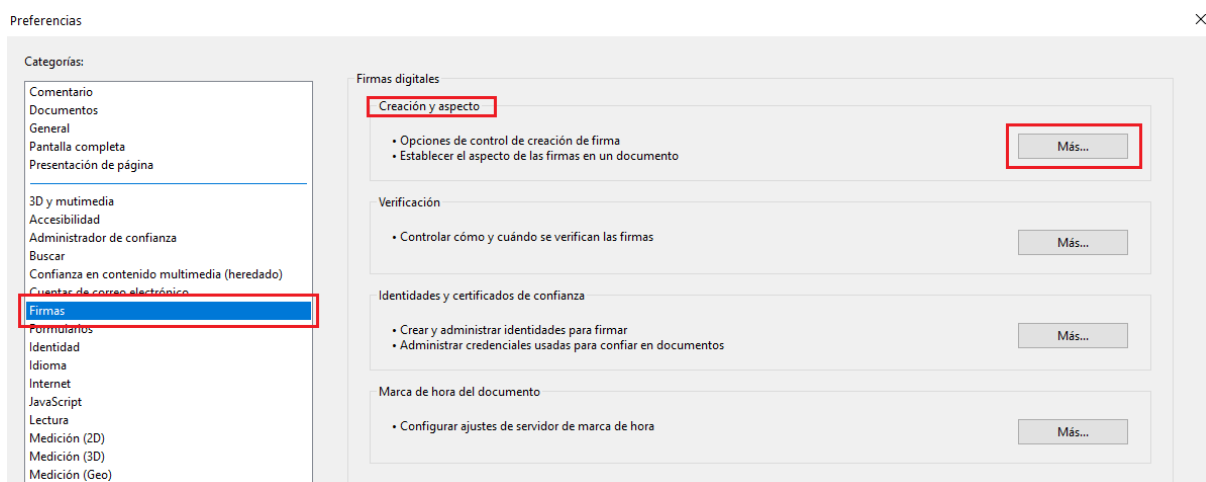 Preferencias
Categorías:
Comentario
Documentos
General
Pantalla completa
Presentación de página
3D y mutimedia
Accesibilidad
Administrador de confianza
Buscar
Confianza en contenido multimedia (heredado)
Cuentas de correo electrónico
Firmas
Formularios
Identidad
Idioma
Internet
JavaScript
Lectura
Medición (2D)
Medición (3D)
Medición (Geo)
Firmas digitales
Creación y aspecto
• Opciones de control de creación de firma
• Establecer el aspecto de las firmas en un documento
Más...
Verificación
• Controlar cómo y cuándo se verifican las firmas
Más...
Identidades y certificados de confianza
• Crear y administrar identidades para firmar
• Administrar credenciales usadas para confiar en documentos
Más...
Marca de hora del documento
• Configurar ajustes de servidor de marca de hora
Más...